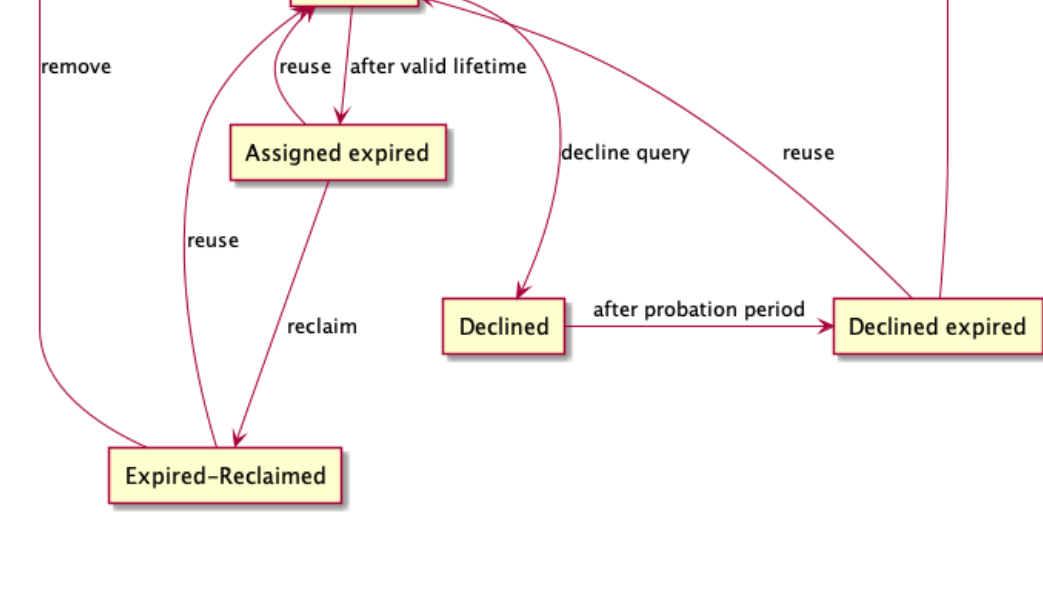 remove
reuse
after valid lifetime
Assigned expired
decline query
reuse
reuse
after probation period
reclaim
Declined
Declined expired
Expired-Reclaimed